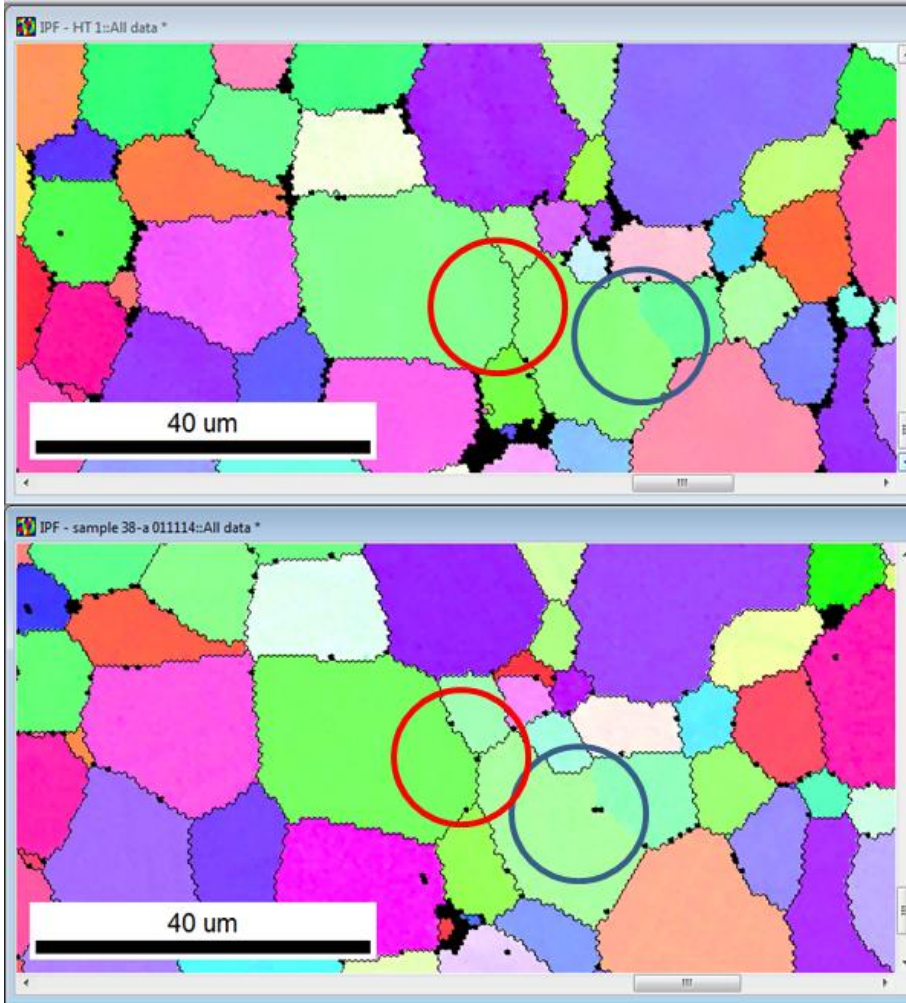 IPF - HT 1::All data *
40 um
IPF - sample 38-a 011114::All data *
40 um